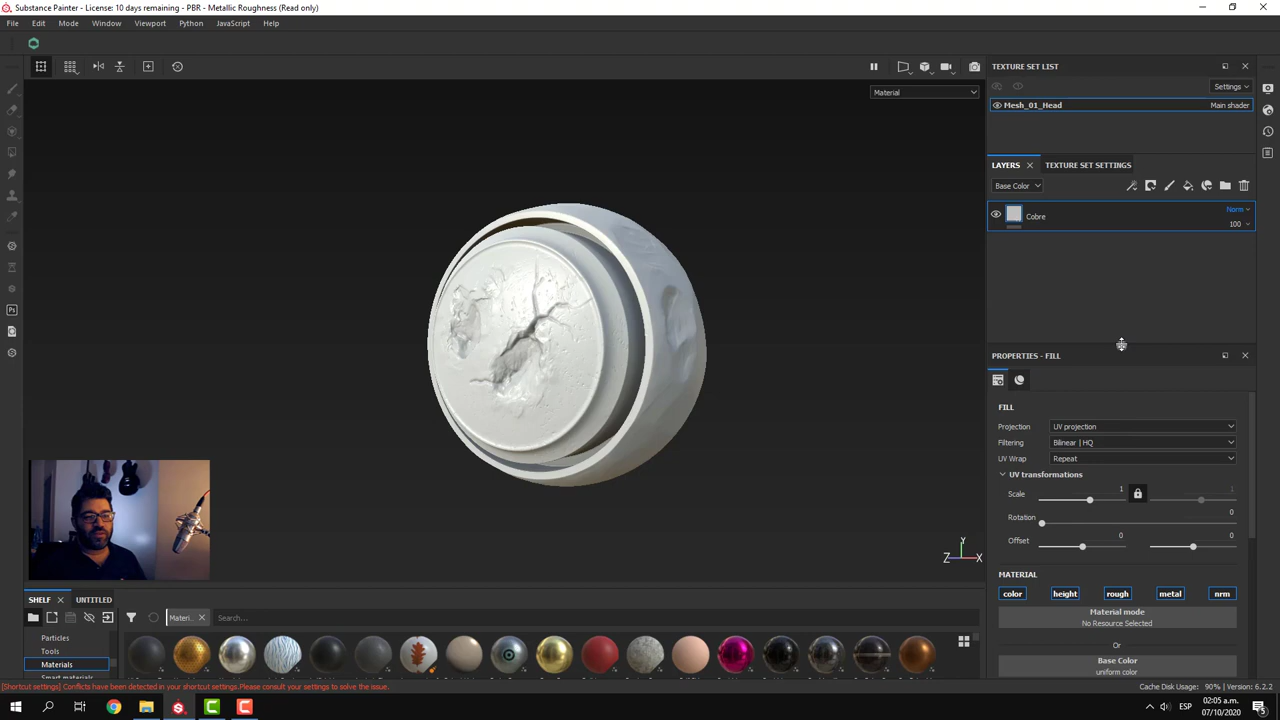 Substance Painter - License: 10 days remaining - PBR - Metallic Roughness (Read only)
File Edit Mode Window Viewport Python JavaScript Help
Material
TEXTURE SET LIST
Settings
Mesh_01_Head Main shader
LAYERS TEXTURE SET SETTINGS
Base Color
Cobre Norm
100
PROPERTIES - FILL
FILL
Projection UV projection
Filtering Bilinear | HQ
UV Wrap Repeat
UV transformations
Scale 1 1
Rotation 0
Offset 0 0
MATERIAL
color height rough metal nrm
Material mode
No Resource Selected
Or
Base Color
uniform color
Z Y X
SHELF UNTITLED
Materi... Search...
Particles
Tools
Materials
Smart materials
[Shortcut settings] Conflicts have been detected in your shortcut settings.Please consult your settings to solve the issue.
Cache Disk Usage: 90% | Version: 6.2.2
ESP
02:05 a.m.
07/10/2020
5